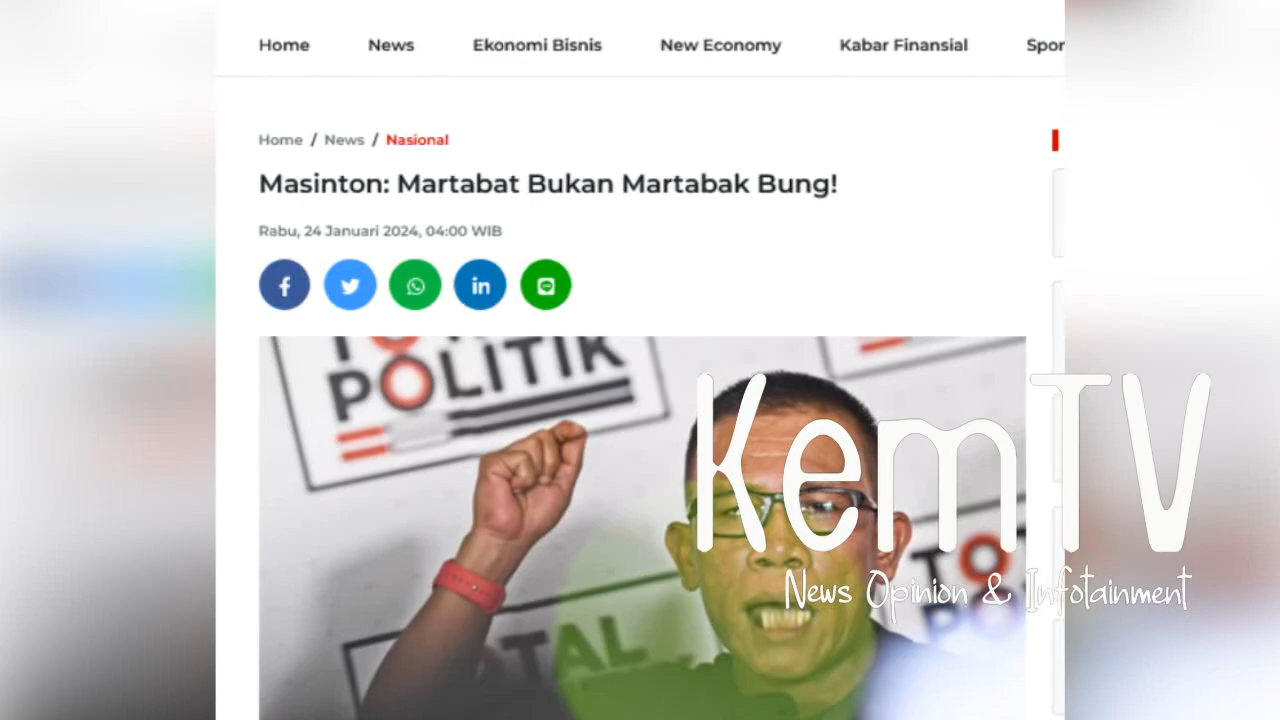 Home News Ekonomi Bisnis New Economy Kabar Finansial Spor
Home / News / Nasional
Masinton: Martabat Bukan Martabak Bung!
Rabu, 24 Januari 2024, 04:00 WIB
POLITIK
KemTV
News Opinion & Infotainment